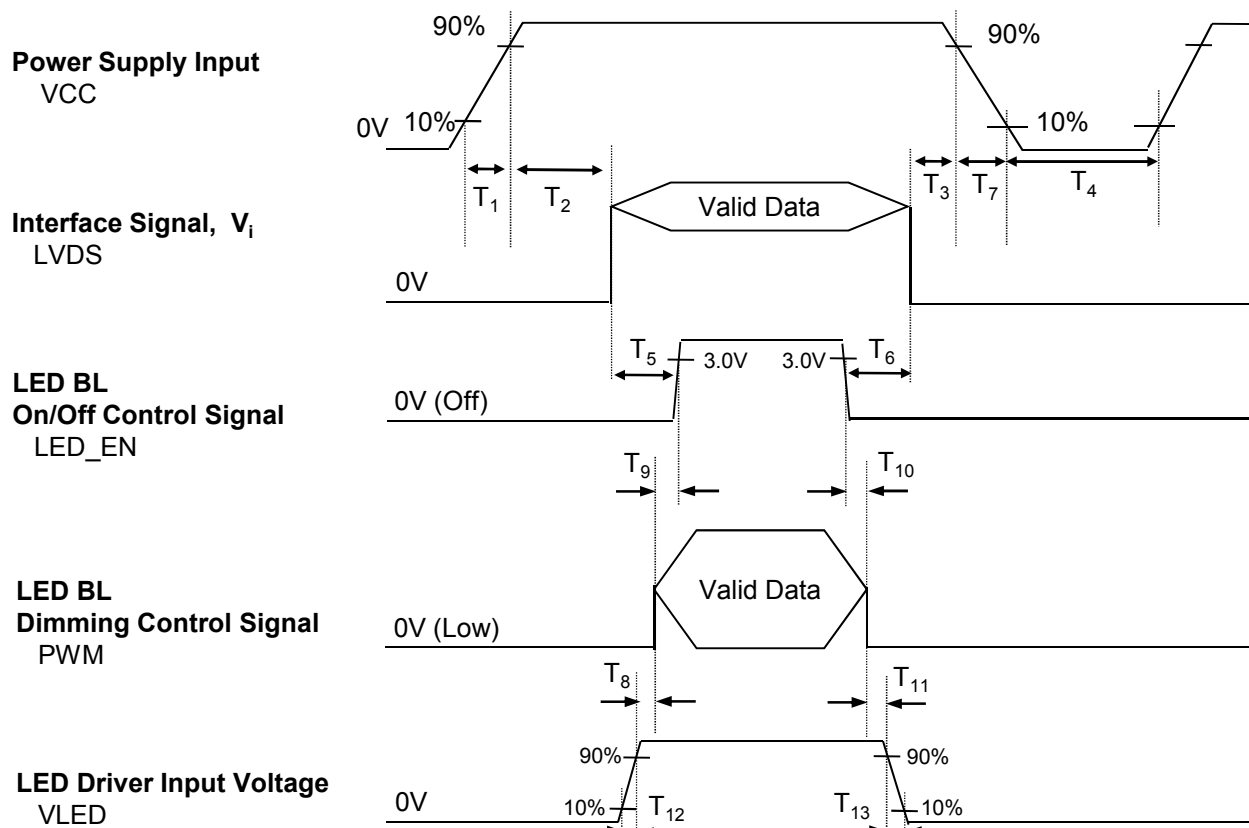 90%
90%
Power Supply Input
VCC
0V 10%
10%
T1
T2
T3
T7
T4
Interface Signal, Vi
LVDS
Valid Data
0V
T5
3.0V
3.0V
T6
LED BL
On/Off Control Signal
LED_EN
0V (Off)
T9
T10
LED BL
Dimming Control Signal
PWM
Valid Data
0V (Low)
T8
T11
LED Driver Input Voltage
VLED
90%
90%
0V
10%
T12
T13
10%